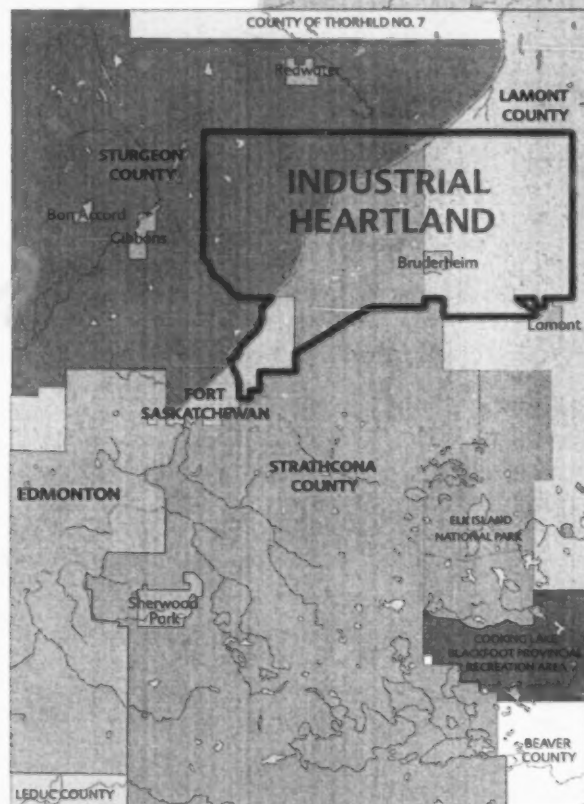 COUNTY OF THORHILD NO. 7
Redwater
LAMONT
COUNTY
STURGEON
COUNTY
INDUSTRIAL
HEARTLAND
Bon Accord
Gibbons
Bruderheim
Lamont
FORT
SASKATCHEWAN
STRATHCONA
COUNTY
EDMONTON
ELK ISLAND
NATIONAL PARK
Sherwood
Park
COOKING LAKE
BLACKFOOT PROVINCIAL
RECREATION AREA
BEAVER
COUNTY
LEDUC COUNTY